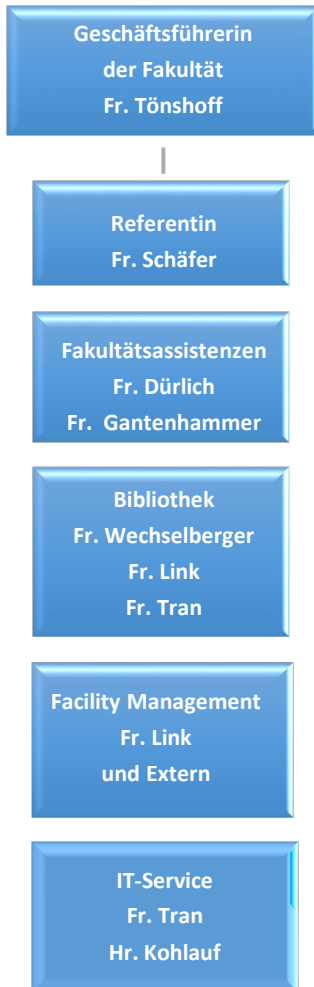 Geschäftsführerin
der Fakultät
Fr. Tönshoff
Referentin
Fr. Schäfer
Fakultätsassistenzen
Fr. Dürlich
Fr. Gantenhammer
Bibliothek
Fr. Wechselberger
Fr. Link
Fr. Tran
Facility Management
Fr. Link
und Extern
IT-Service
Fr. Tran
Hr. Kohlauf